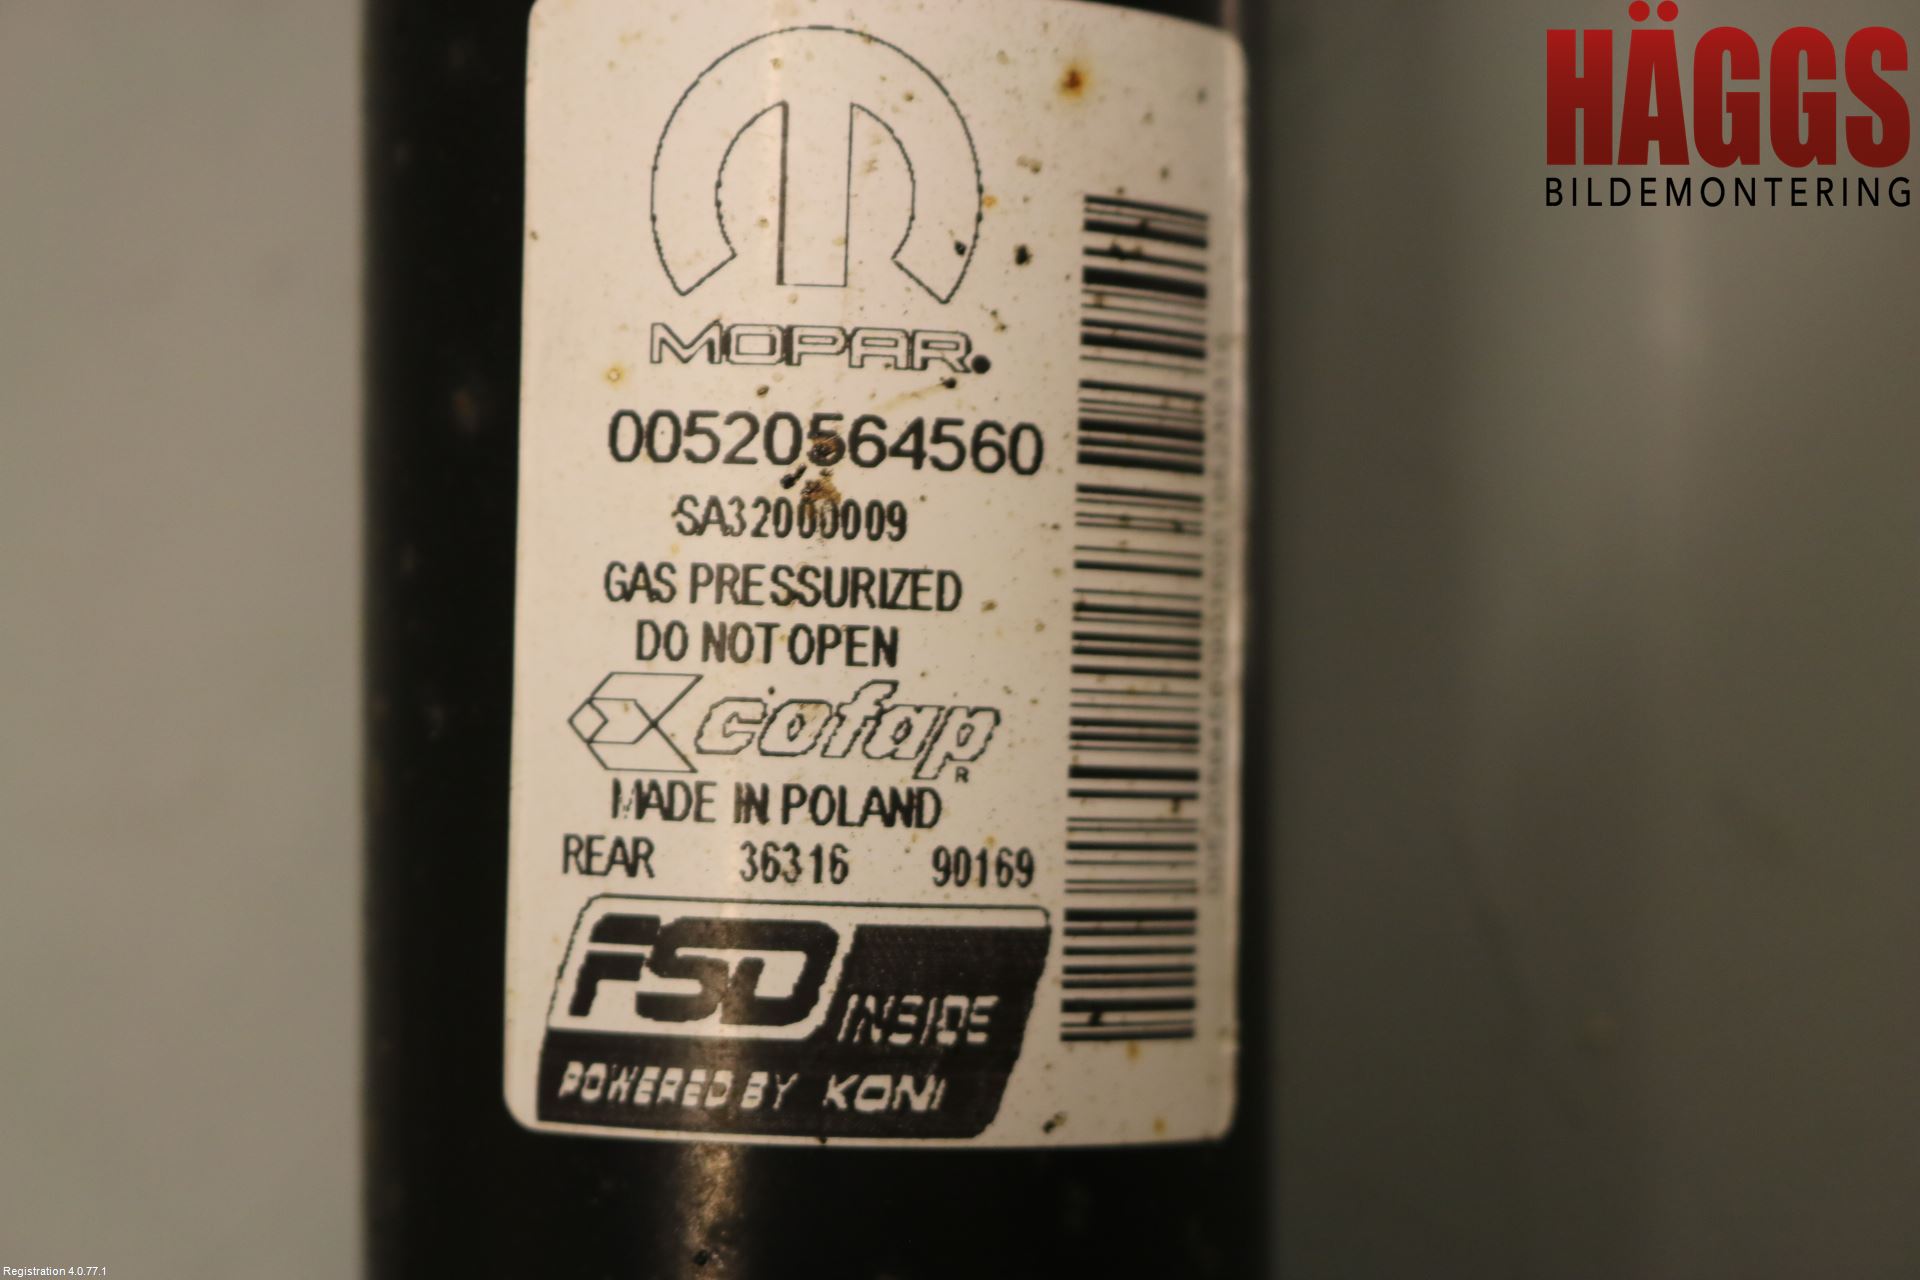 HÄGGS
BILDEMONTERING
MOPAR.
00520564560
SA32000009
GAS PRESSURIZED
DO NOT OPEN
cofap
R
MADE IN POLAND
REAR 36316 90169
FSD INSIDE
POWERED BY KONI
Registration 4.0.77.1